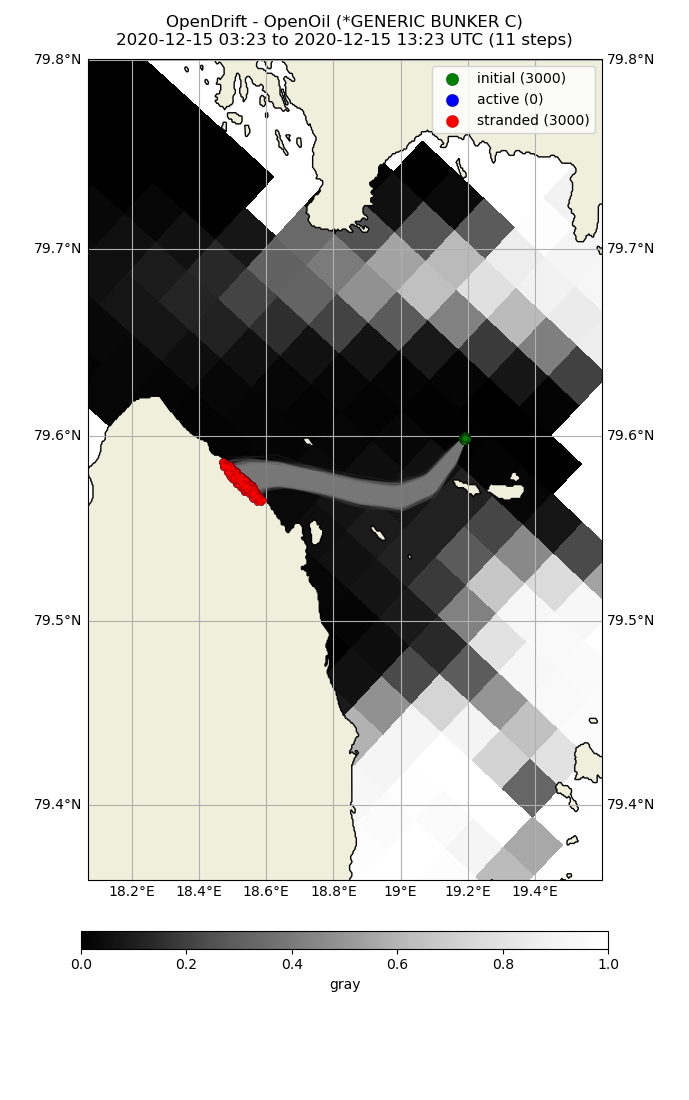 OpenDrift - OpenOil (*GENERIC BUNKER C)
2020-12-15 03:23 to 2020-12-15 13:23 UTC (11 steps)
79.8°N
79.8°N
initial (3000)
active (0)
stranded (3000)
79.7°N
79.7°N
79.6°N
79.6°N
79.5°N
79.5°N
79.4°N
79.4°N
18.2°E 18.4°E 18.6°E 18.8°E 19°E 19.2°E 19.4°E
0.0 0.2 0.4 0.6 0.8 1.0
gray